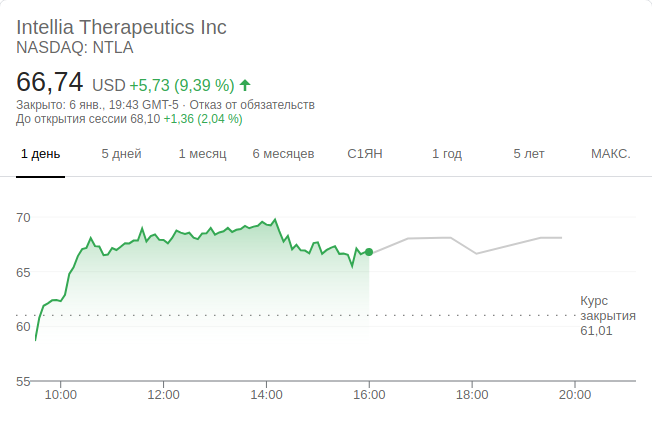 Intellia Therapeutics Inc
NASDAQ: NTLA
66,74 USD +5,73 (9,39 %)
Закрыто: 6 янв., 19:43 GMT-5 · Отказ от обязательств
До открытия сессии 68,10 +1,36 (2,04 %)
1 день 5 дней 1 месяц 6 месяцев С1ЯН 1 год 5 лет МАКС.
70
65
Курс
закрытия
61,01
60
55
10:00 12:00 14:00 16:00 18:00 20:00